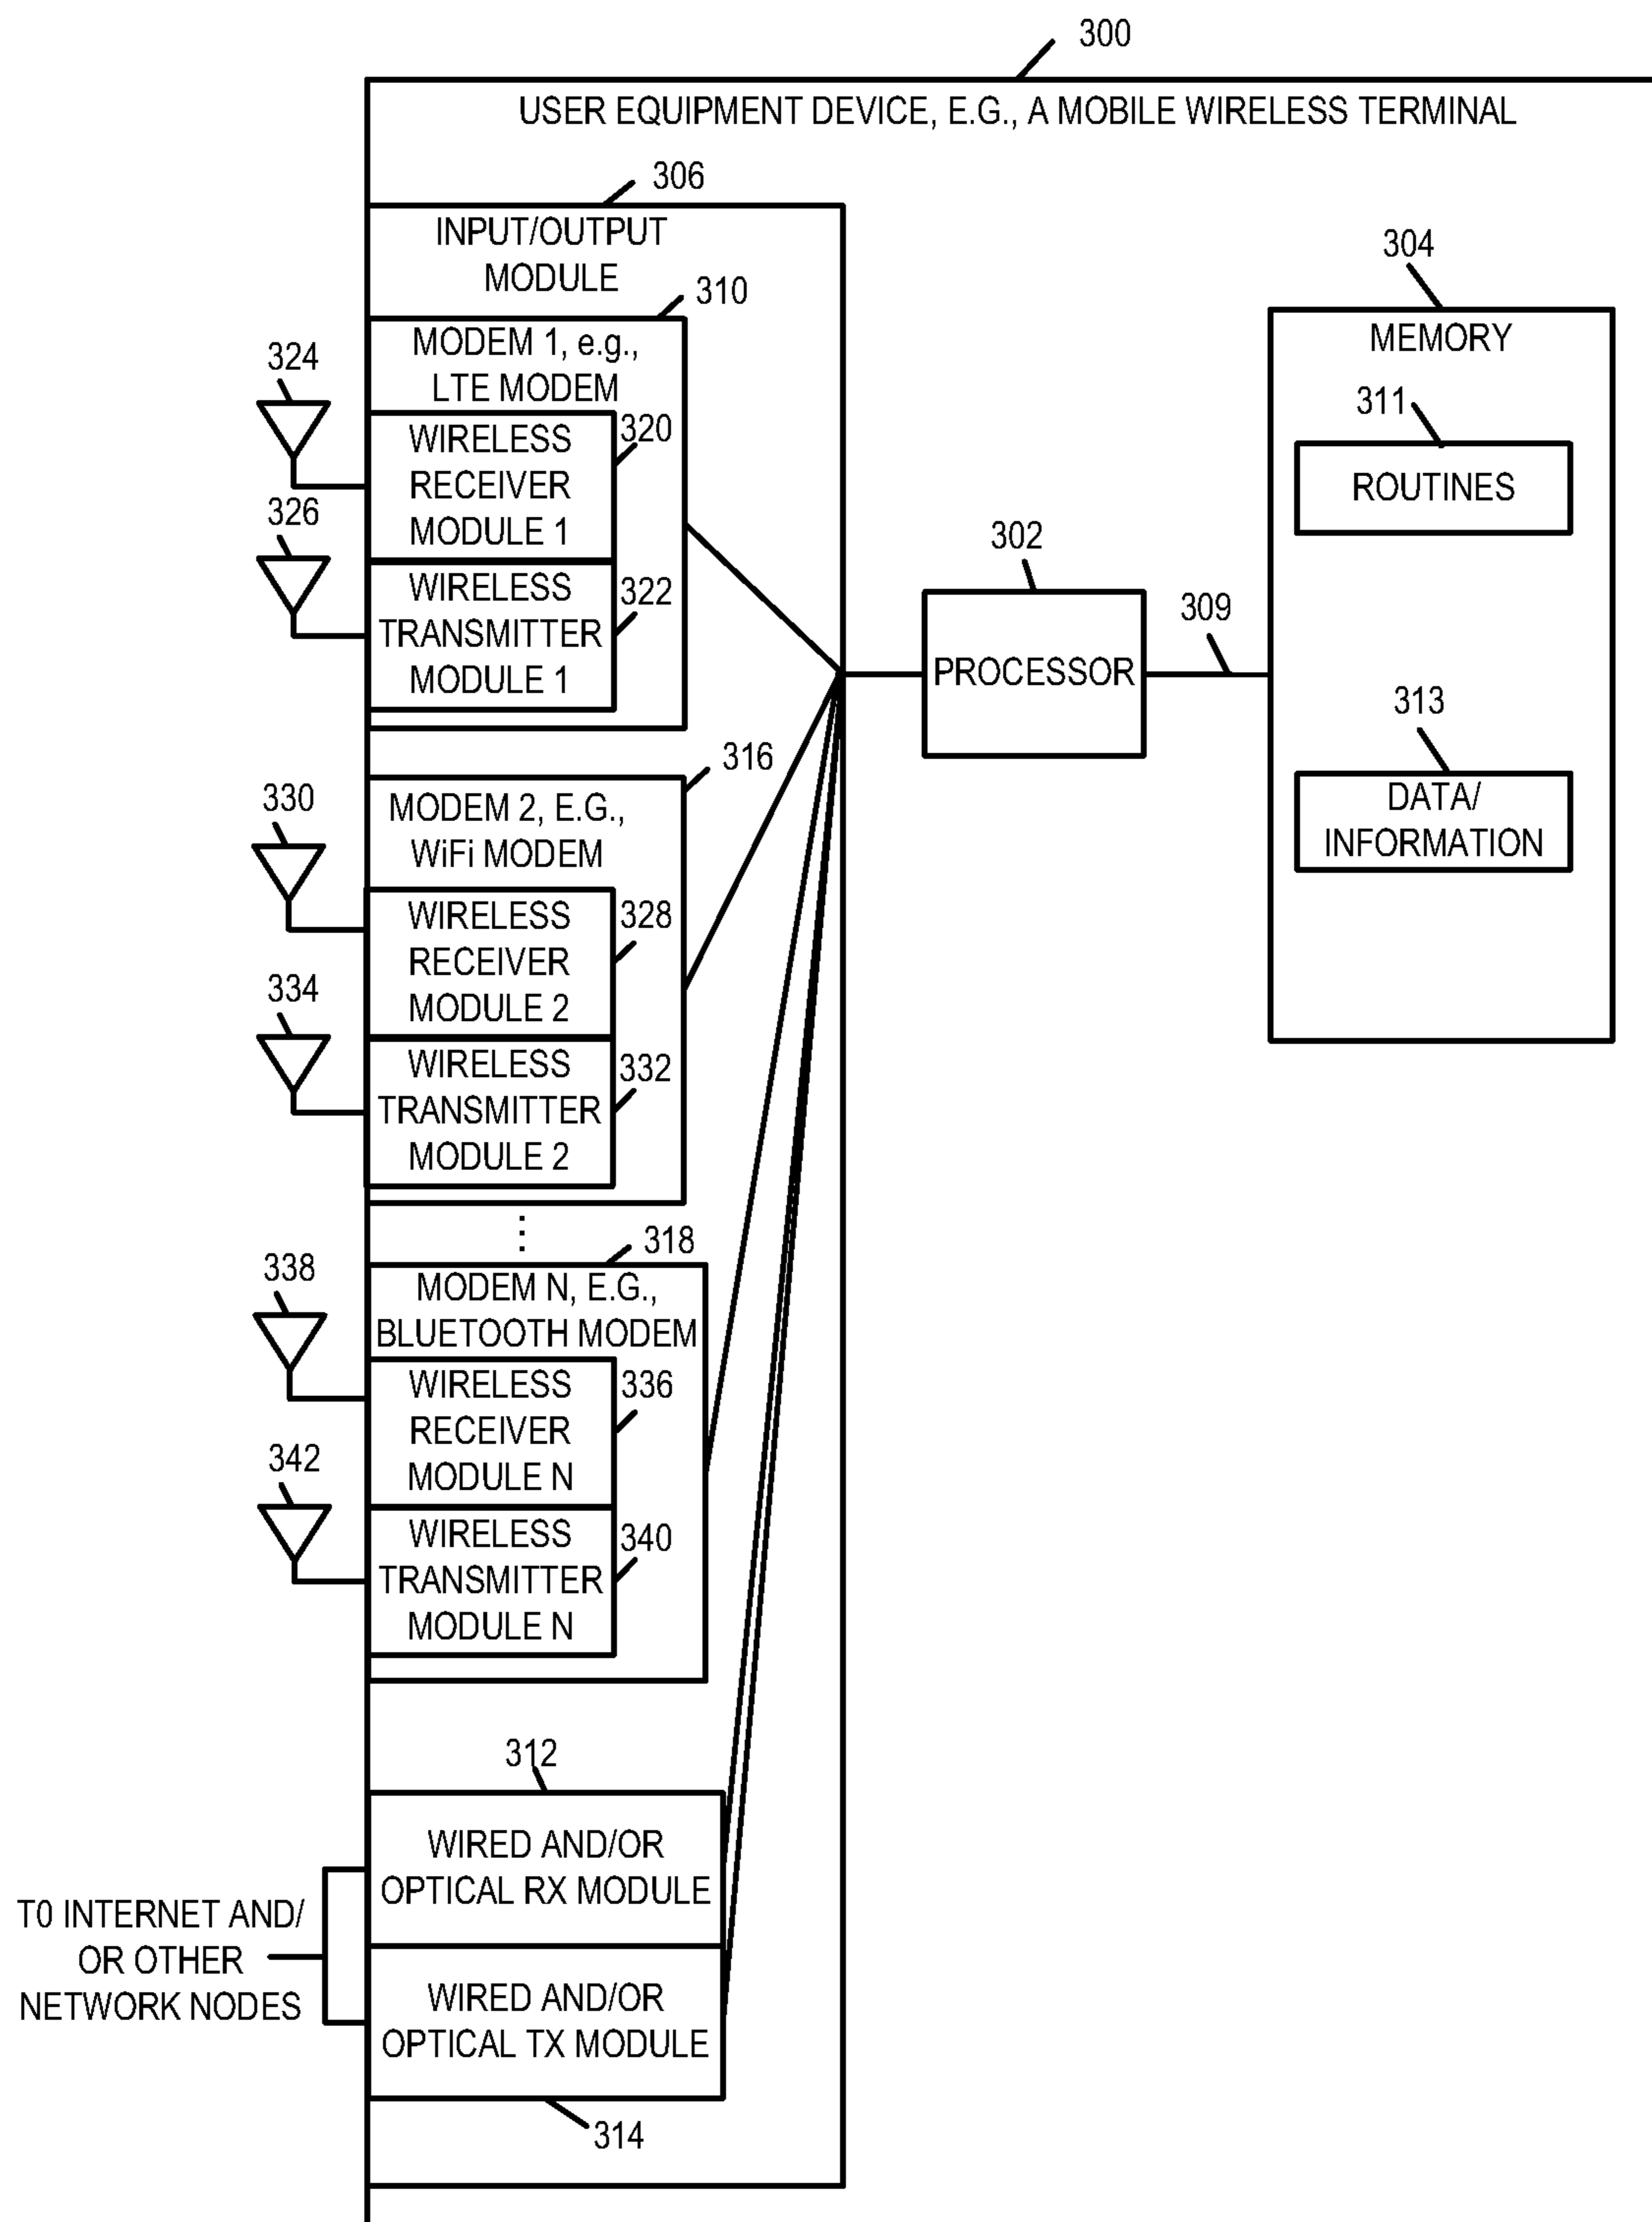 300
USER EQUIPMENT DEVICE, E.G., A MOBILE WIRELESS TERMINAL
306
INPUT/OUTPUT
MODULE
310
MODEM 1, e.g.,
LTE MODEM
324
320
WIRELESS
RECEIVER
MODULE 1
326
322
WIRELESS
TRANSMITTER
MODULE 1
316
MODEM 2, E.G.,
WiFi MODEM
330
328
WIRELESS
RECEIVER
MODULE 2
334
332
WIRELESS
TRANSMITTER
MODULE 2
⋮
318
MODEM N, E.G.,
BLUETOOTH MODEM
338
336
WIRELESS
RECEIVER
MODULE N
342
340
WIRELESS
TRANSMITTER
MODULE N
312
WIRED AND/OR
OPTICAL RX MODULE
T0 INTERNET AND/
OR OTHER
NETWORK NODES
WIRED AND/OR
OPTICAL TX MODULE
314
302
PROCESSOR
309
304
MEMORY
311
ROUTINES
313
DATA/
INFORMATION